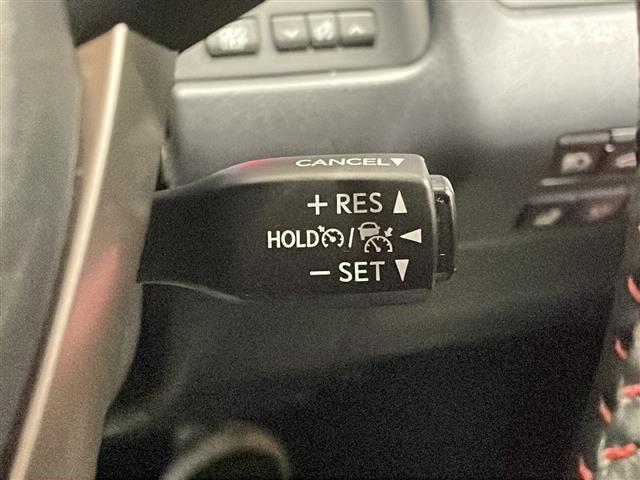 CANCEL▼
+ RES ▲
HOLD / ◀
− SET ▼